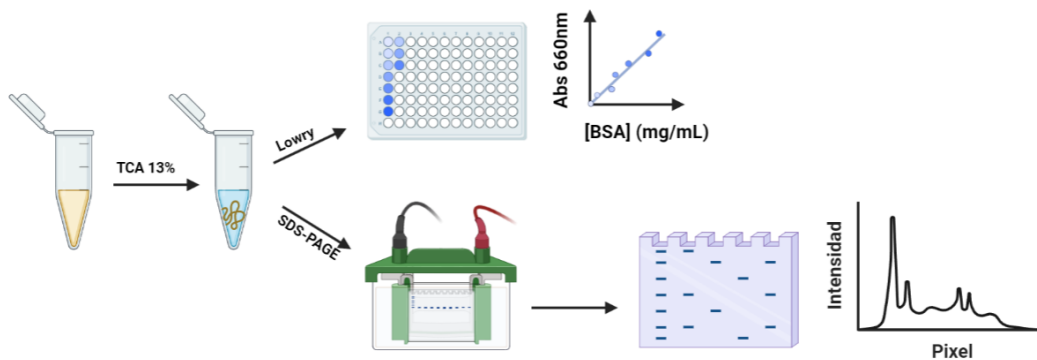 TCA 13%
Lowry
SDS-PAGE
Abs 660nm
[BSA] (mg/mL)
Intensidad
Pixel